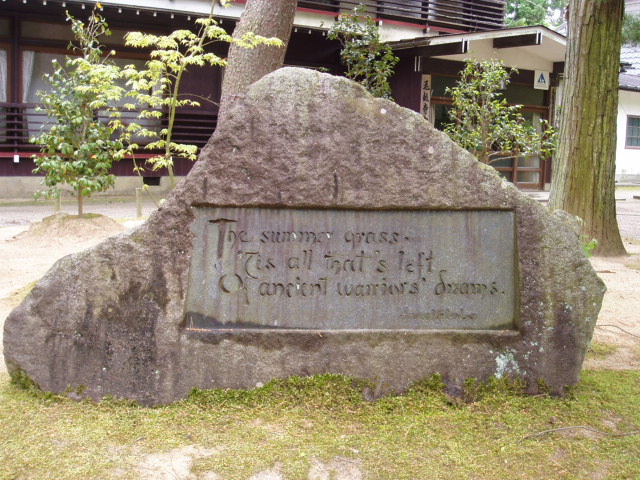 The summer grass
'Tis all that's left
Of ancient warriors' dreams.